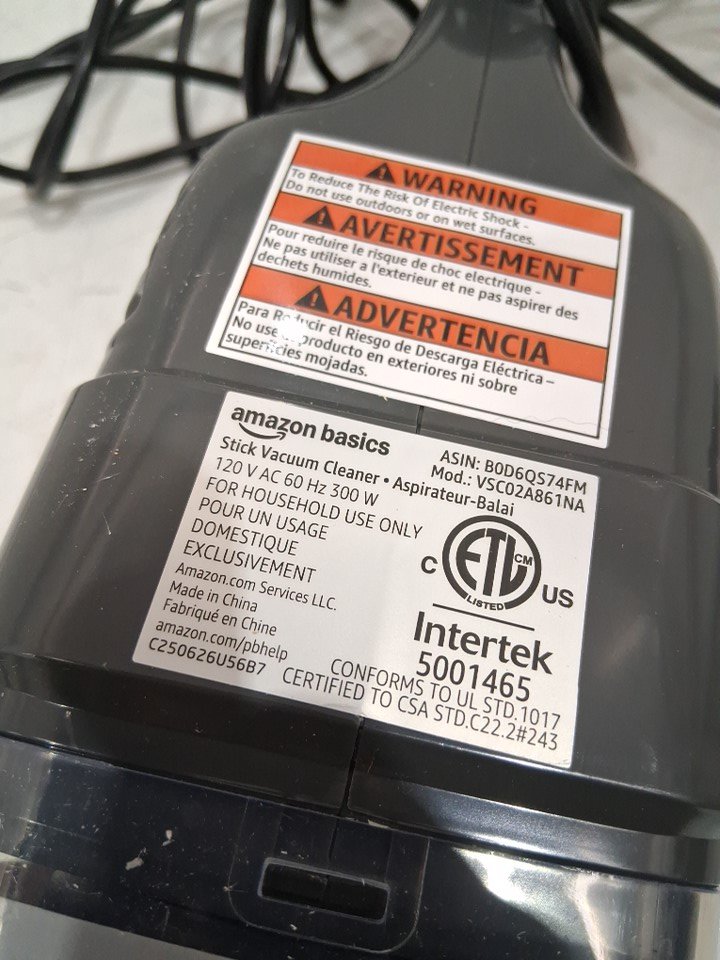 WARNING
To Reduce The Risk Of Electric Shock -
Do not use outdoors or on wet surfaces.
AVERTISSEMENT
Pour reduire le risque de choc electrique -
Ne pas utiliser a l'exterieur et ne pas aspirer des
dechets humides.
ADVERTENCIA
Para el Riesgo de Descarga Eléctrica –
No producto en exteriores ni sobre
superficies mojadas.
amazon basics
ASIN: B0D6QS74FM
Mod.: VSC02A861NA
Stick Vacuum Cleaner • Aspirateur-Balai
120 V AC 60 Hz 300 W
FOR HOUSEHOLD USE ONLY
POUR UN USAGE
DOMESTIQUE
EXCLUSIVEMENT
Amazon.com Services LLC.
Made in China
Fabriqué en Chine
amazon.com/pbhelp
C250626U56B7
C ETL CM US
LISTED
Intertek
5001465
CONFORMS TO UL STD.1017
CERTIFIED TO CSA STD.C22.2#243